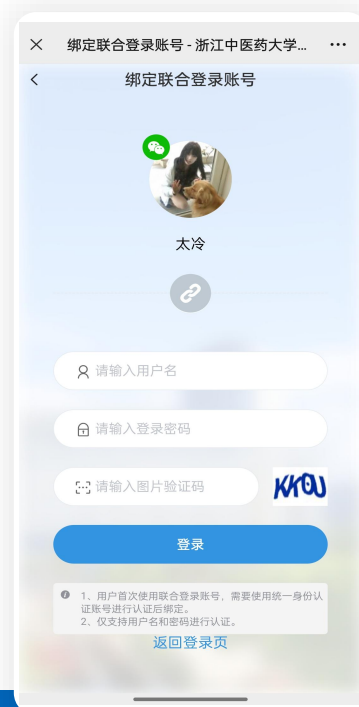 绑定联合登录账号 - 浙江中医药大学...
绑定联合登录账号
太冷
请输入用户名
请输入登录密码
请输入图片验证码
KKOU
登录
1、用户首次使用联合登录账号，需要使用统一身份认
证账号进行认证后绑定。
2、仅支持用户名和密码进行认证。
返回登录页